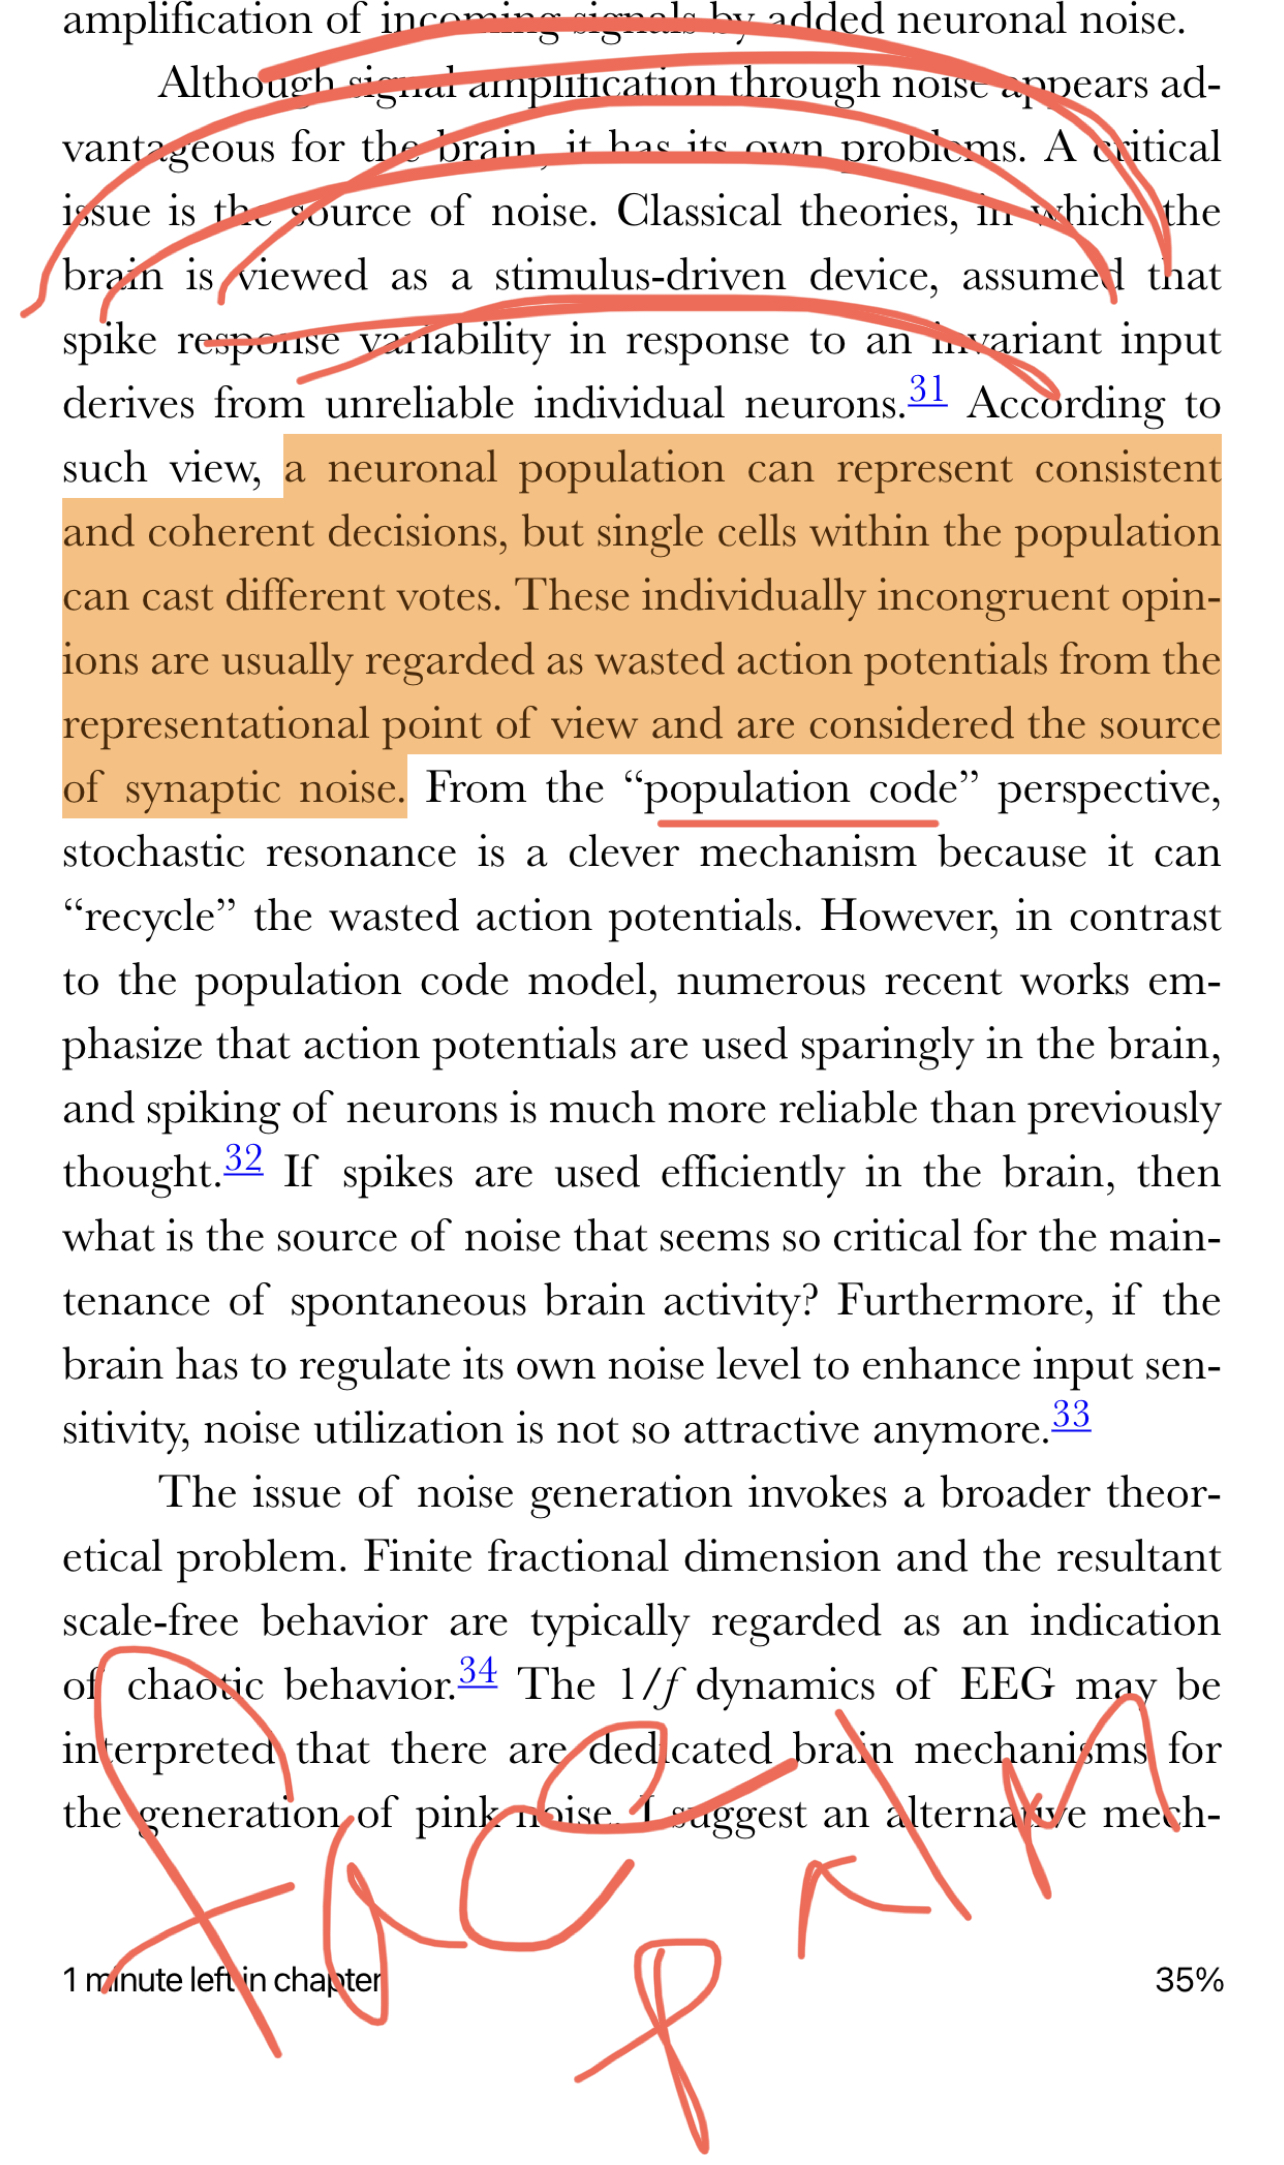 amplification of incoming signals by added neuronal noise.
Although signal amplification through noise appears ad-
vantageous for the brain, it has its own problems. A critical
issue is the source of noise. Classical theories, in which the
brain is viewed as a stimulus-driven device, assumed that
spike response variability in response to an invariant input
derives from unreliable individual neurons.31 According to
such view, a neuronal population can represent consistent
and coherent decisions, but single cells within the population
can cast different votes. These individually incongruent opin-
ions are usually regarded as wasted action potentials from the
representational point of view and are considered the source
of synaptic noise. From the “population code” perspective,
stochastic resonance is a clever mechanism because it can
“recycle” the wasted action potentials. However, in contrast
to the population code model, numerous recent works em-
phasize that action potentials are used sparingly in the brain,
and spiking of neurons is much more reliable than previously
thought.32 If spikes are used efficiently in the brain, then
what is the source of noise that seems so critical for the main-
tenance of spontaneous brain activity? Furthermore, if the
brain has to regulate its own noise level to enhance input sen-
sitivity, noise utilization is not so attractive anymore.33
The issue of noise generation invokes a broader theor-
etical problem. Finite fractional dimension and the resultant
scale-free behavior are typically regarded as an indication
of chaotic behavior.34 The 1/f dynamics of EEG may be
interpreted that there are dedicated brain mechanisms for
the generation of pink noise. I suggest an alternative mech-
1 minute left in chapter
35%